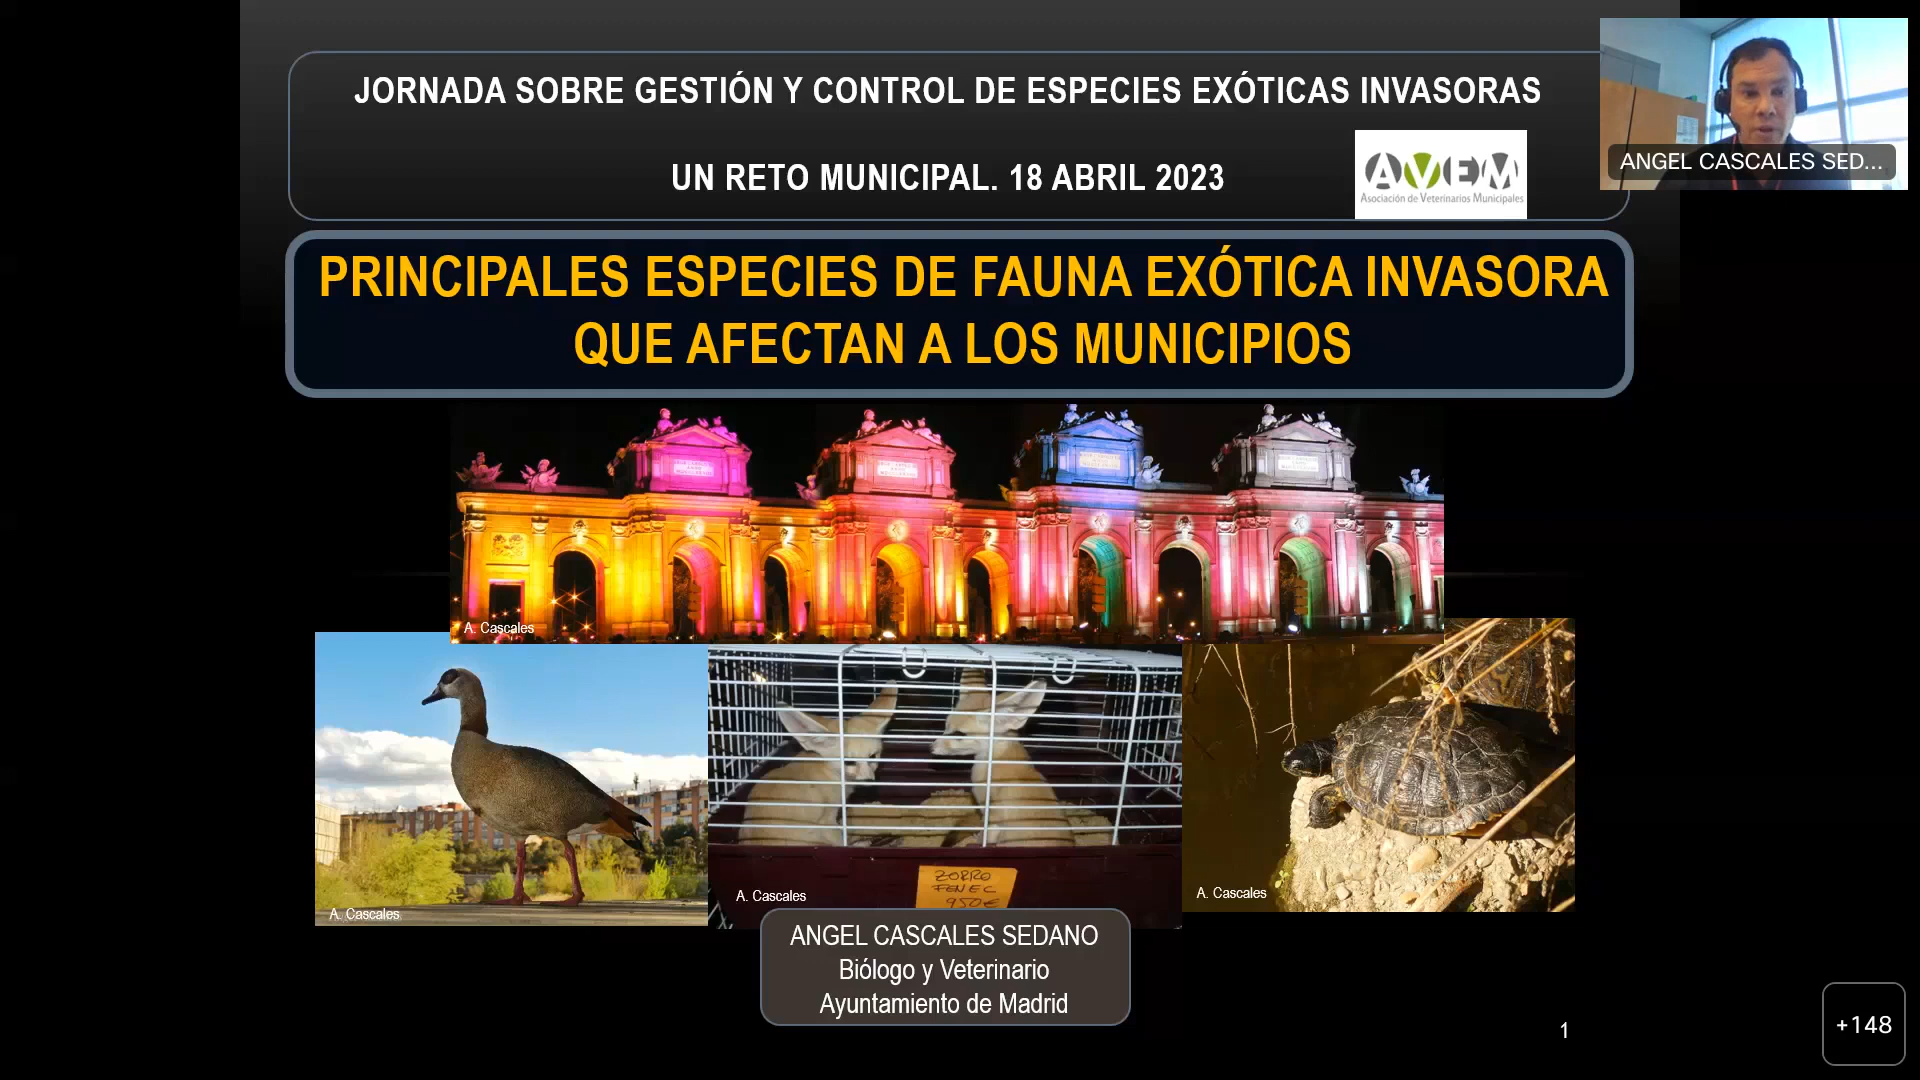 JORNADA SOBRE GESTIÓN Y CONTROL DE ESPECIES EXÓTICAS INVASORAS
UN RETO MUNICIPAL. 18 ABRIL 2023
AVEM
Asociación de Veterinarios Municipales
ANGEL CASCALES SED...
PRINCIPALES ESPECIES DE FAUNA EXÓTICA INVASORA
QUE AFECTAN A LOS MUNICIPIOS
A. Cascales
A. Cascales
A. Cascales
A. Cascales
ZORRO
FENEC
950€
ANGEL CASCALES SEDANO
Biólogo y Veterinario
Ayuntamiento de Madrid
1
+148